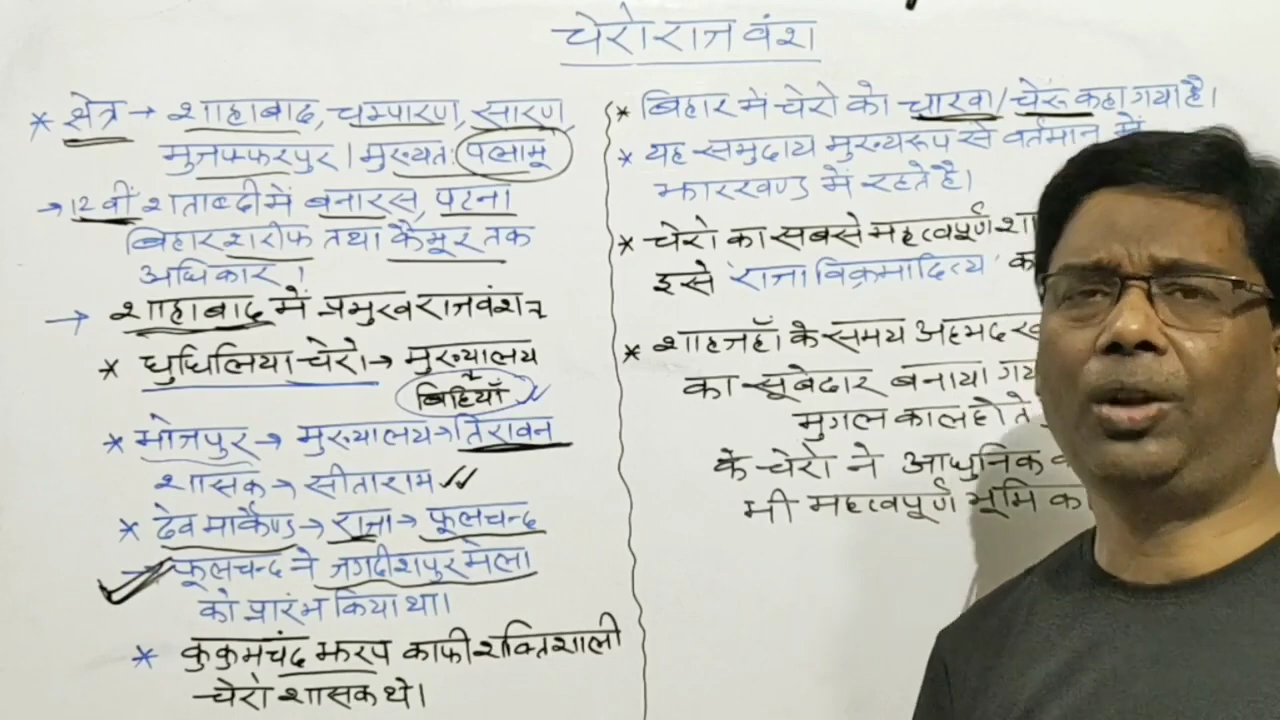 चेरो राजवंश
* क्षेत्र → शाहाबाद, चम्पारण, सारण,
मुजफ्फरपुर। मुख्यतः पलामू
→ 12वीं शताब्दी में बनारस, पटना
बिहार शरीफ तथा कैमूर तक
अधिकार।
→ शाहाबाद में प्रमुख राजवंश
* घुघिलिया चेरो → मुख्यालय
बिहियाँ
* भोजपुर → मुख्यालय → तिरावन
शासक → सीताराम
* देव मार्कण्ड → राजा → फूलचन्द
→ फूलचन्द ने जगदीशपुर मेला
को प्रारंभ किया था।
* कुकुमचंद झरप काफी शक्तिशाली
चेरो शासक थे।
* बिहार में चेरो को चारवा/चेरू कहा गया है।
* यह समुदाय मुख्यरूप से वर्तमान में
झारखण्ड में रहते है।
* चेरो का सबसे महत्वपूर्ण
इसे 'राजा विक्रमादित्य'
* शाहजहाँ के समय अहमद
का सूबेदार बनाया
मुगल काल होते
के चेरो ने आधुनिक
भी महत्वपूर्ण भूमिका